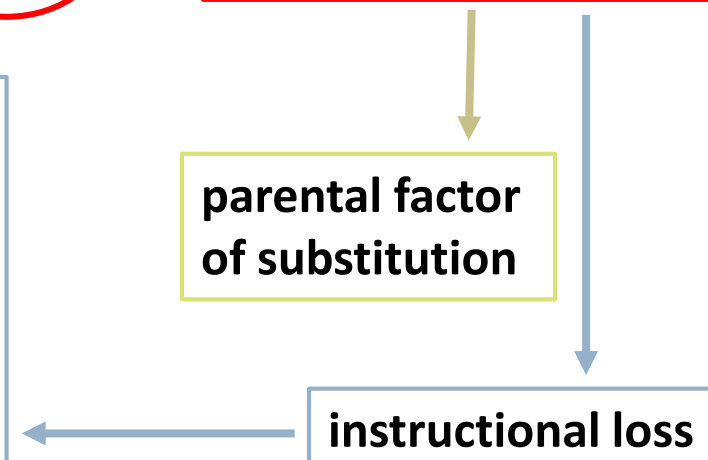 parental factor
of substitution
instructional loss